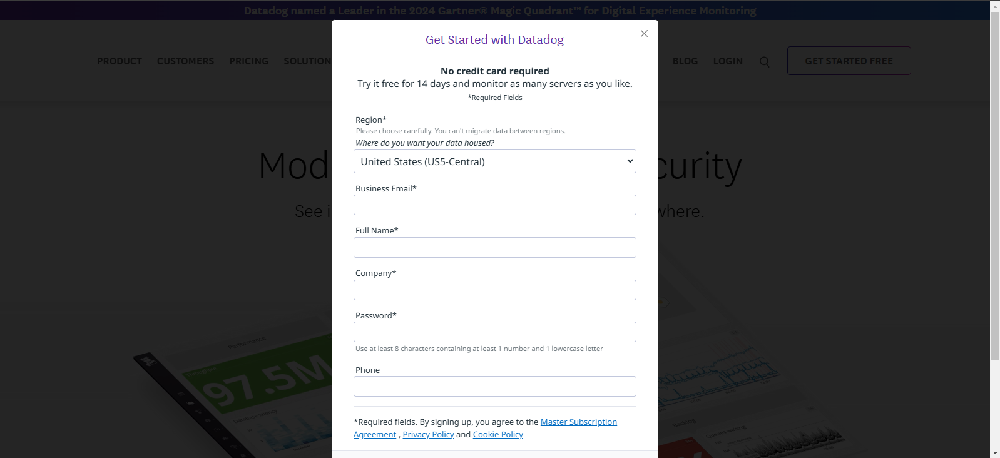 Datadog named a Leader in the 2024 Gartner® Magic Quadrant™ for Digital Experience Monitoring
Get Started with Datadog
PRODUCT CUSTOMERS PRICING SOLUTION
BLOG LOGIN GET STARTED FREE
No credit card required
Try it free for 14 days and monitor as many servers as you like.
*Required Fields
Region*
Please choose carefully. You can't migrate data between regions.
Where do you want your data housed?
United States (US5-Central)
Mod curity
See i where.
Business Email*
Full Name*
Company*
Password*
Use at least 8 characters containing at least 1 number and 1 lowercase letter
Phone
Performance
Throughput
97.5M
Database latency
Backlog
*Required fields. By signing up, you agree to the Master Subscription
Agreement , Privacy Policy and Cookie Policy